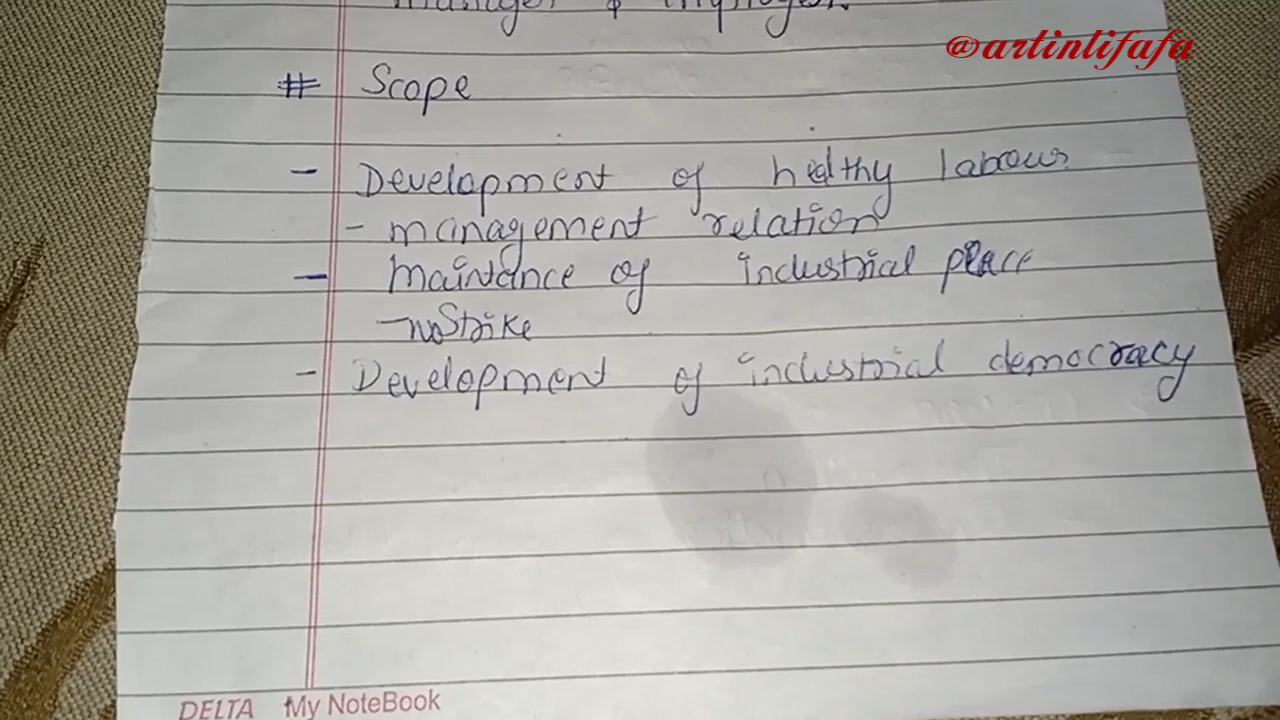 @artinlifafa
# Scope
- Development of healthy labour
- management relation
- maintance of industrial peace
- no Strike
- Development of industrial democracy
DELTA My NoteBook